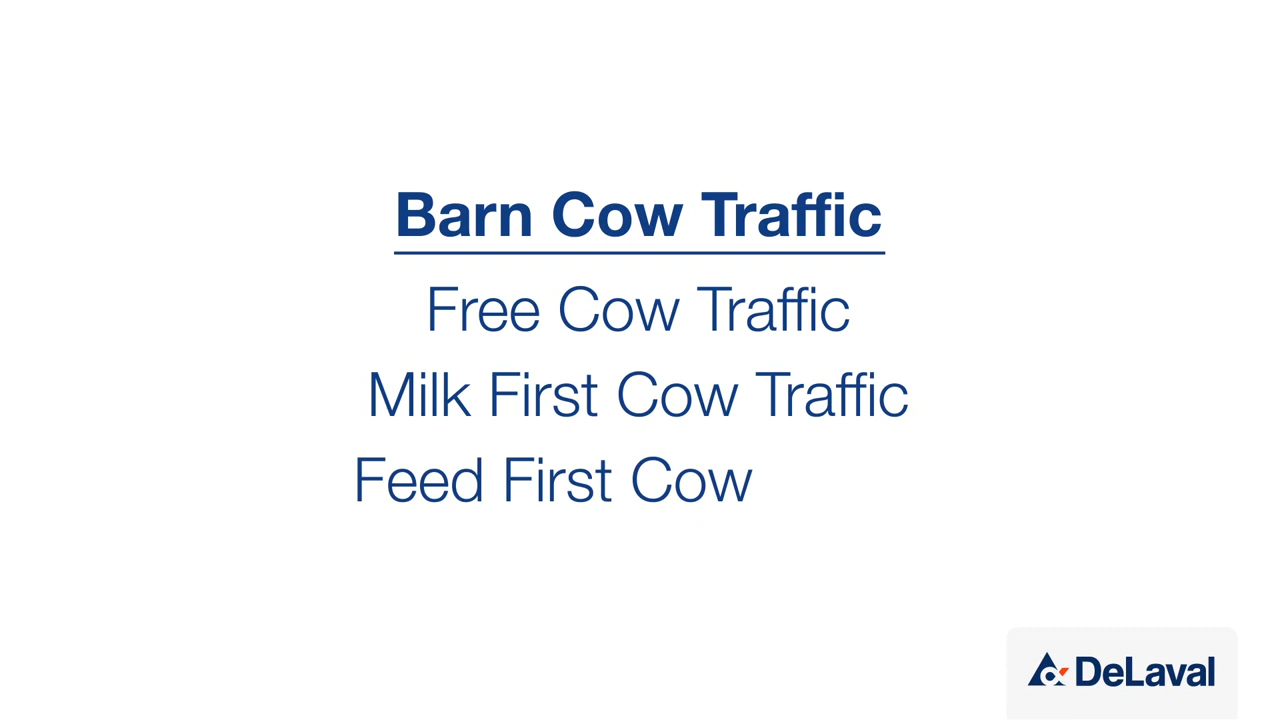 Barn Cow Traffic
Free Cow Traffic
Milk First Cow Traffic
Feed First Cow
DeLaval